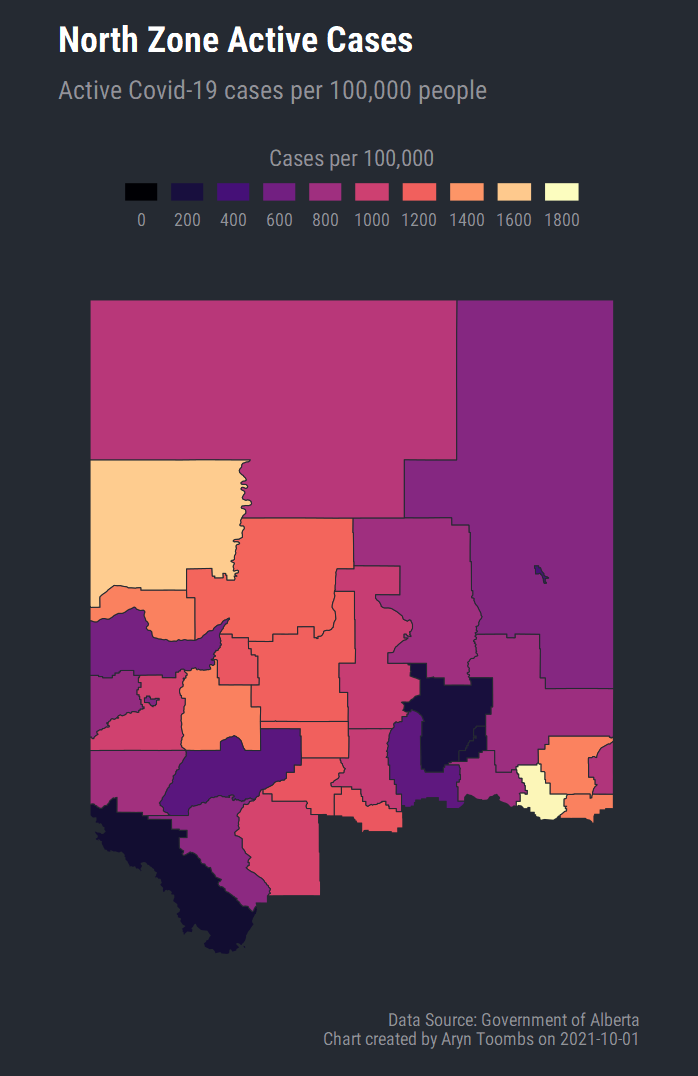 North Zone Active Cases
Active Covid-19 cases per 100,000 people
Cases per 100,000
0 200 400 600 800 1000 1200 1400 1600 1800
Data Source: Government of Alberta
Chart created by Aryn Toombs on 2021-10-01